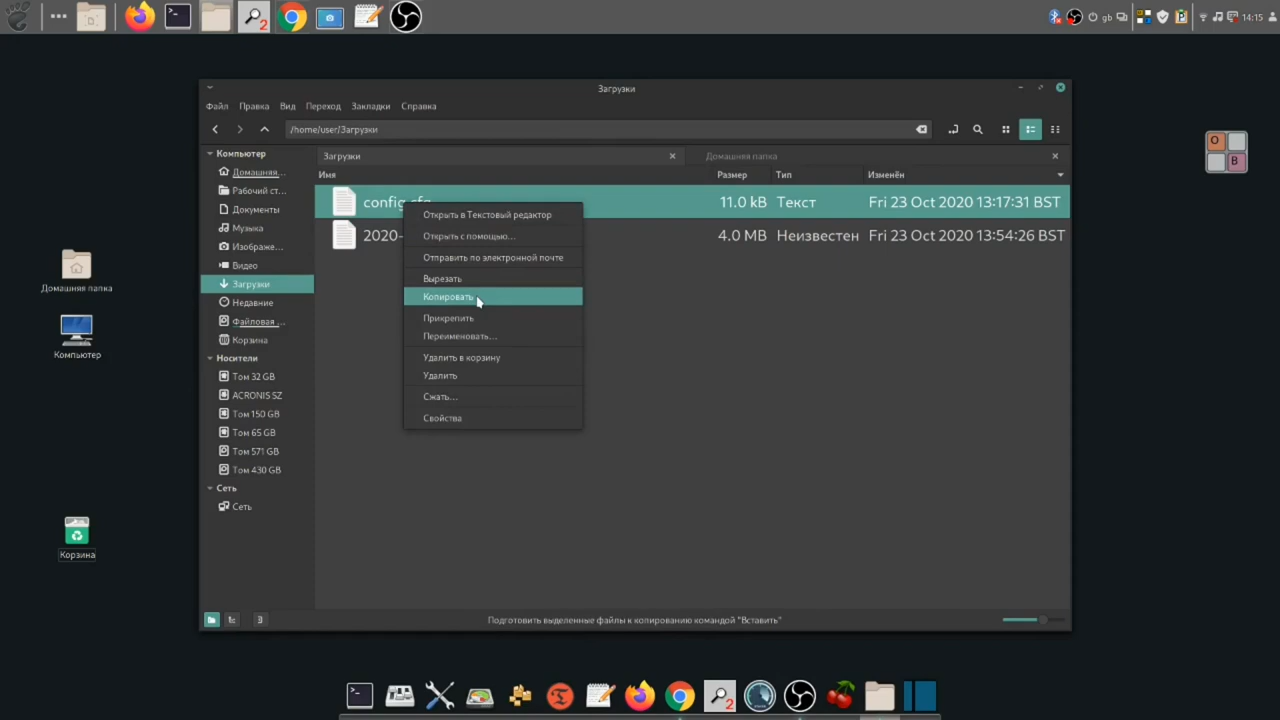 2
gb
14:15
Загрузки
Файл Правка Вид Переход Закладки Справка
/home/user/Загрузки
Компьютер
Домашняя...
Рабочий ст...
Документы
Музыка
Изображе...
Видео
Загрузки
Недавние
Файловая ...
Корзина
Носители
Том 32 GB
ACRONIS SZ
Том 150 GB
Том 65 GB
Том 571 GB
Том 430 GB
Сеть
Сеть
Загрузки
Домашняя папка
Имя Размер Тип Изменён
config.cfg 11.0 kB Текст Fri 23 Oct 2020 13:17:31 BST
2020- 4.0 MB Неизвестен Fri 23 Oct 2020 13:54:26 BST
Открыть в Текстовый редактор
Открыть с помощью...
Отправить по электронной почте
Вырезать
Копировать
Прикрепить
Переименовать...
Удалить в корзину
Удалить
Сжать...
Свойства
Подготовить выделенные файлы к копированию командой "Вставить"
Домашняя папка
Компьютер
Корзина
O
B
2